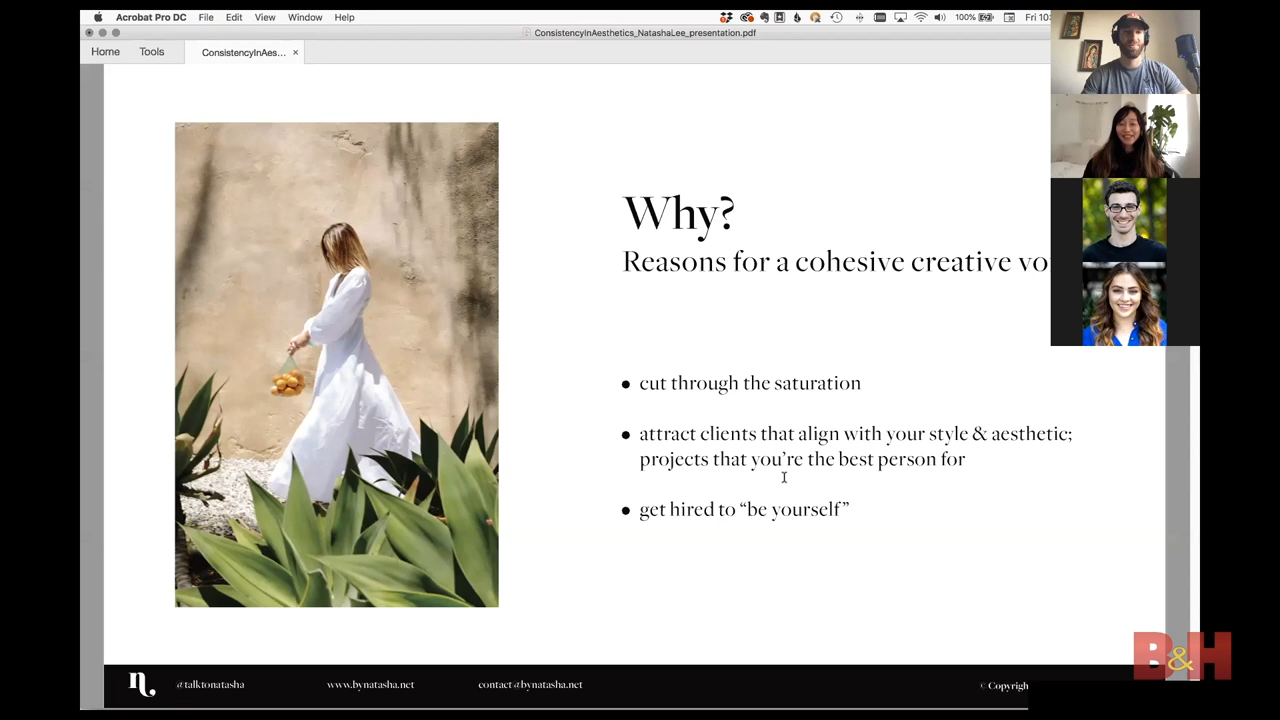 Acrobat Pro DC File Edit View Window Help 100% Fri 10
ConsistencyInAesthetics_NatashaLee_presentation.pdf
Home Tools ConsistencyInAes... ×
Why?
Reasons for a cohesive creative vo
• cut through the saturation
• attract clients that align with your style & aesthetic;
projects that you’re the best person for
• get hired to “be yourself”
B&H
n. @talktonatasha www.bynatasha.net contact@bynatasha.net © Copyrigh